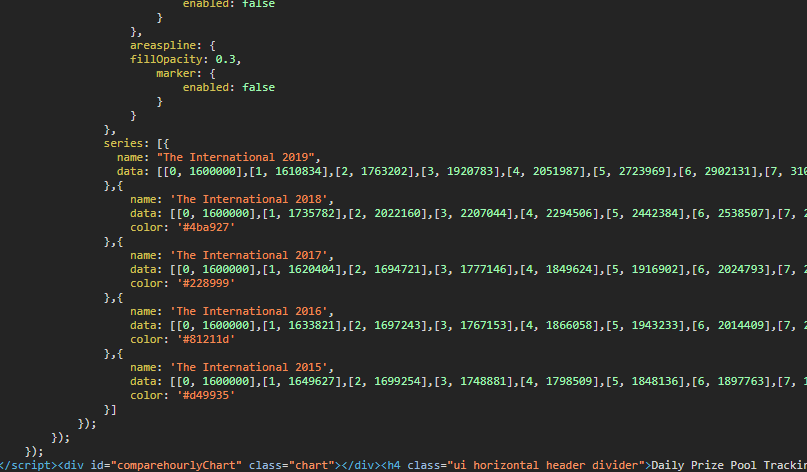 enabled: false
}
},
areaspline: {
fillOpacity: 0.3,
marker: {
enabled: false
}
}
},
series: [{
name: "The International 2019",
data: [[0, 1600000],[1, 1610834],[2, 1763202],[3, 1920783],[4, 2051987],[5, 2723969],[6, 2902131],[7, 310
},{
name: 'The International 2018',
data: [[0, 1600000],[1, 1735782],[2, 2022160],[3, 2207044],[4, 2294506],[5, 2442384],[6, 2538507],[7, 2
color: '#4ba927'
},{
name: 'The International 2017',
data: [[0, 1600000],[1, 1620404],[2, 1694721],[3, 1777146],[4, 1849624],[5, 1916902],[6, 2024793],[7, 2
color: '#228999'
},{
name: 'The International 2016',
data: [[0, 1600000],[1, 1633821],[2, 1697243],[3, 1767153],[4, 1866058],[5, 1943233],[6, 2014409],[7, 2
color: '#81211d'
},{
name: 'The International 2015',
data: [[0, 1600000],[1, 1649627],[2, 1699254],[3, 1748881],[4, 1798509],[5, 1848136],[6, 1897763],[7, 1
color: '#d49935'
}]
});
});
});
</script><div id="comparehourlyChart" class="chart"></div><h4 class="ui horizontal header divider">Daily Prize Pool Trackin